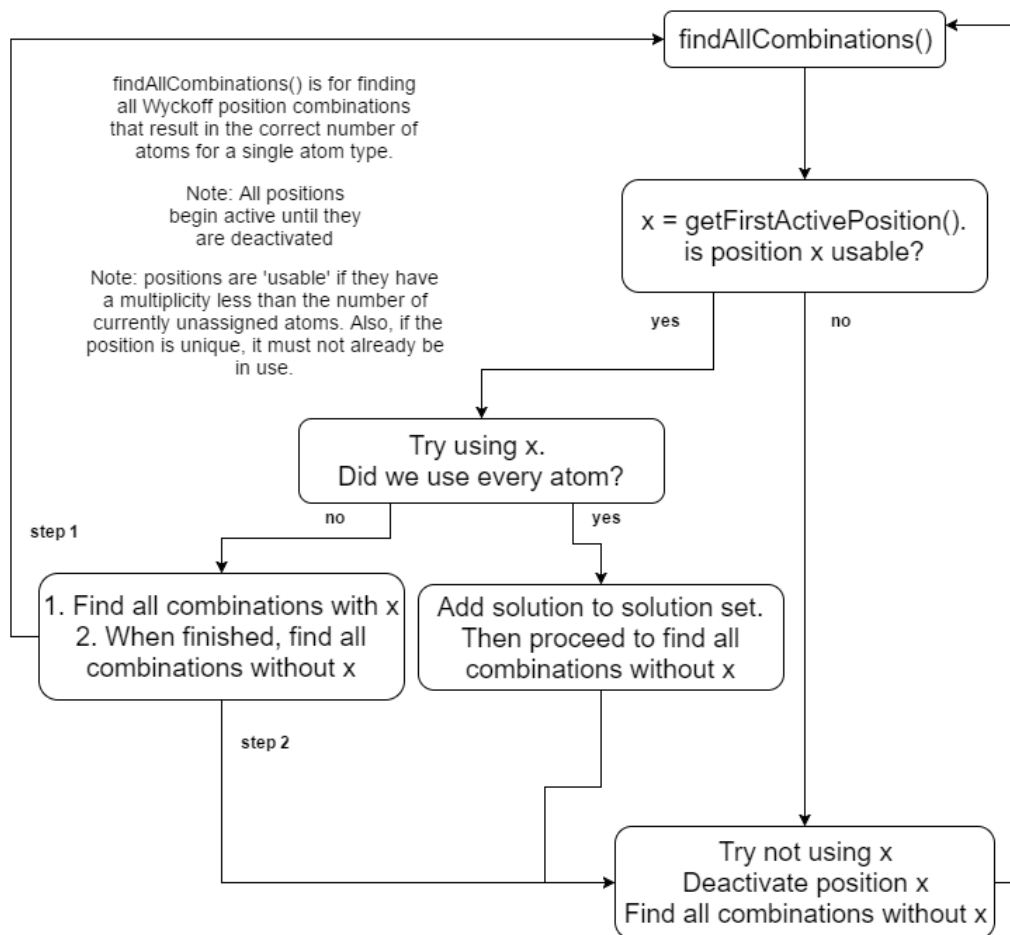 findAllCombinations()
findAllCombinations() is for finding
all Wyckoff position combinations
that result in the correct number of
atoms for a single atom type.
Note: All positions
begin active until they
are deactivated
Note: positions are 'usable' if they have
a multiplicity less than the number of
currently unassigned atoms. Also, if the
position is unique, it must not already be
in use.
x = getFirstActivePosition().
is position x usable?
yes
no
Try using x.
Did we use every atom?
no
yes
step 1
1. Find all combinations with x
2. When finished, find all
combinations without x
Add solution to solution set.
Then proceed to find all
combinations without x
step 2
Try not using x
Deactivate position x
Find all combinations without x